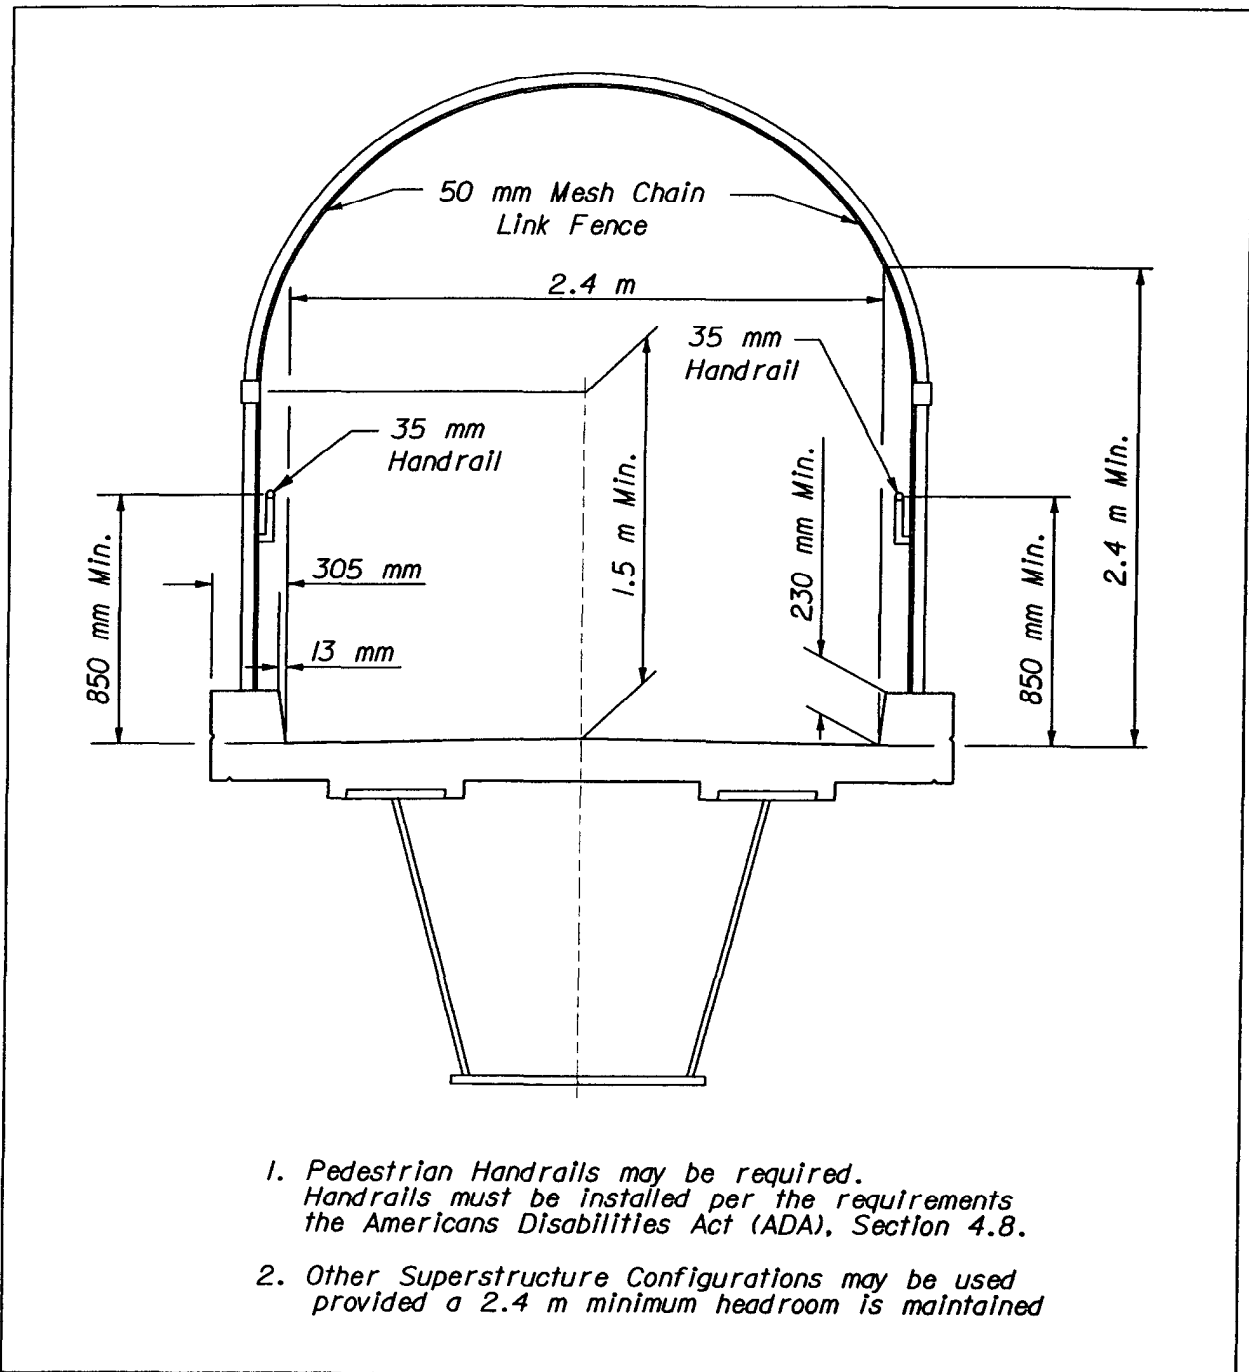 50 mm Mesh Chain
Link Fence
2.4 m
35 mm
Handrail
35 mm
Handrail
1.5 m Min.
230 mm Min.
2.4 m Min.
850 mm Min.
850 mm Min.
305 mm
13 mm
1. Pedestrian Handrails may be required.
Handrails must be installed per the requirements
the Americans Disabilities Act (ADA), Section 4.8.
2. Other Superstructure Configurations may be used
provided a 2.4 m minimum headroom is maintained